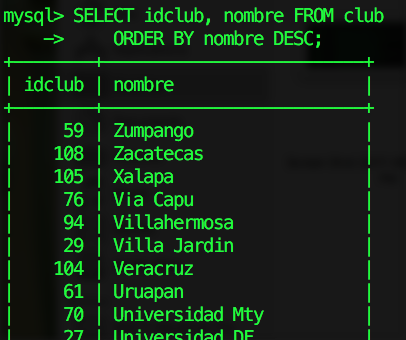 mysql> SELECT idclub, nombre FROM club
-> ORDER BY nombre DESC;
+--------+-------------------------+
| idclub | nombre |
+--------+-------------------------+
| 59 | Zumpango |
| 108 | Zacatecas |
| 105 | Xalapa |
| 76 | Via Capu |
| 94 | Villahermosa |
| 29 | Villa Jardin |
| 104 | Veracruz |
| 61 | Uruapan |
| 70 | Universidad Mty |
| 27 | Universidad DF |